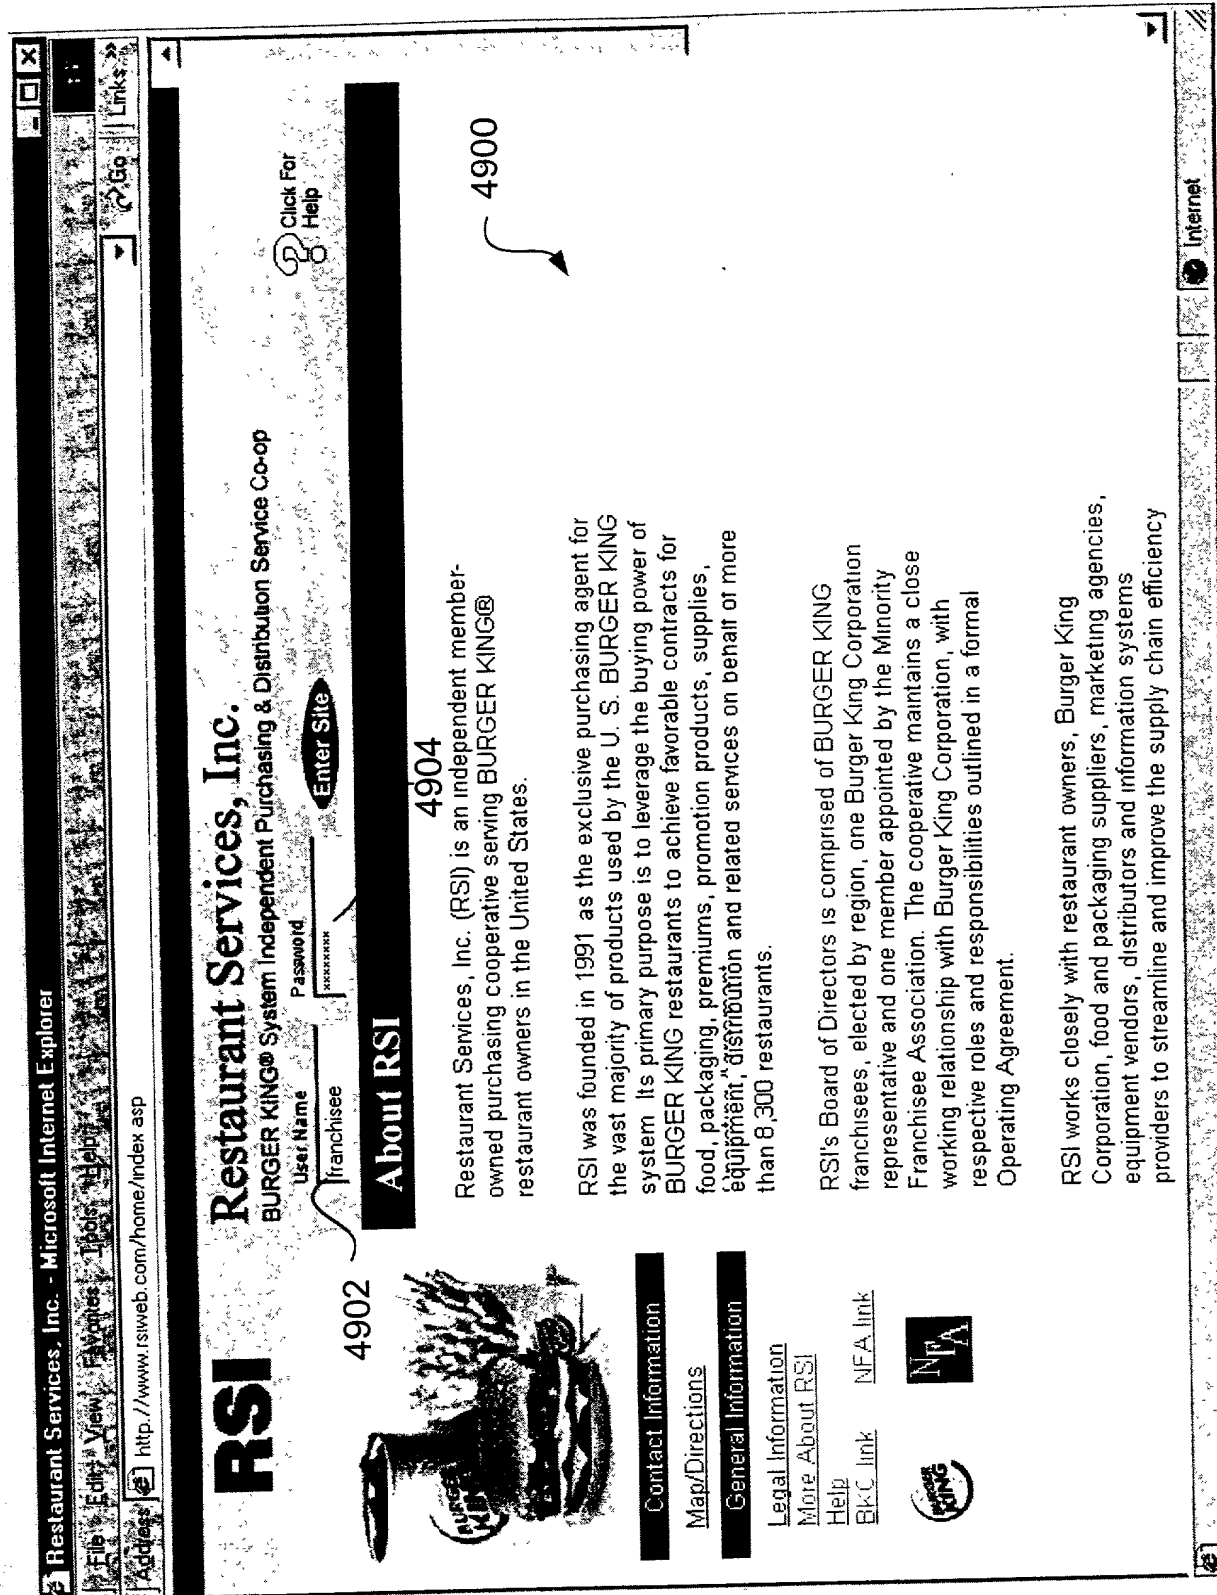 Restaurant Services, Inc. - Microsoft Internet Explorer
File Edit View Favorites Tools Help
Address http://www.rsiweb.com/home/index asp
Go Links »
RSI
Restaurant Services, Inc.
BURGER KING® System Independent Purchasing & Distribution Service Co-op
User Name
Password
franchisee
xxxxxxxx
Enter Site
Click For
Help
4902
4904
4900
About RSI
Restaurant Services, Inc. (RSI) is an independent member-
owned purchasing cooperative serving BURGER KING®
restaurant owners in the United States.
RSI was founded in 1991 as the exclusive purchasing agent for
the vast majority of products used by the U. S. BURGER KING
system Its primary purpose is to leverage the buying power of
BURGER KING restaurants to achieve favorable contracts for
food, packaging, premiums, promotion products, supplies,
equipment, distribution and related services on behalf of more
than 8,300 restaurants.
RSI's Board of Directors is comprised of BURGER KING
franchisees, elected by region, one Burger King Corporation
representative and one member appointed by the Minority
Franchisee Association. The cooperative maintains a close
working relationship with Burger King Corporation, with
respective roles and responsibilities outlined in a formal
Operating Agreement.
RSI works closely with restaurant owners, Burger King
Corporation, food and packaging suppliers, marketing agencies,
equipment vendors, distributors and information systems
providers to streamline and improve the supply chain efficiency
BURGER
KING
Contact Information
Map/Directions
General Information
Legal Information
More About RSI
Help
BKC link NFA link
BURGER
KING
NFA
Internet